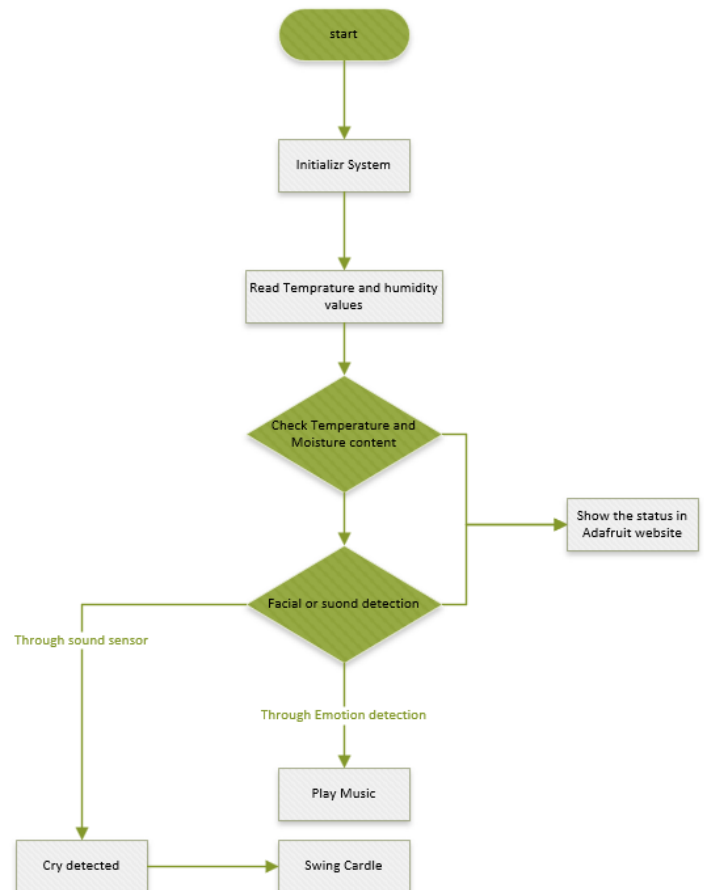 start
Initializr System
Read Temprature and humidity
values
Check Temperature and
Moisture content
Show the status in
Adafruit website
Facial or suond detection
Through sound sensor
Through Emotion detection
Play Music
Cry detected
Swing Cardle